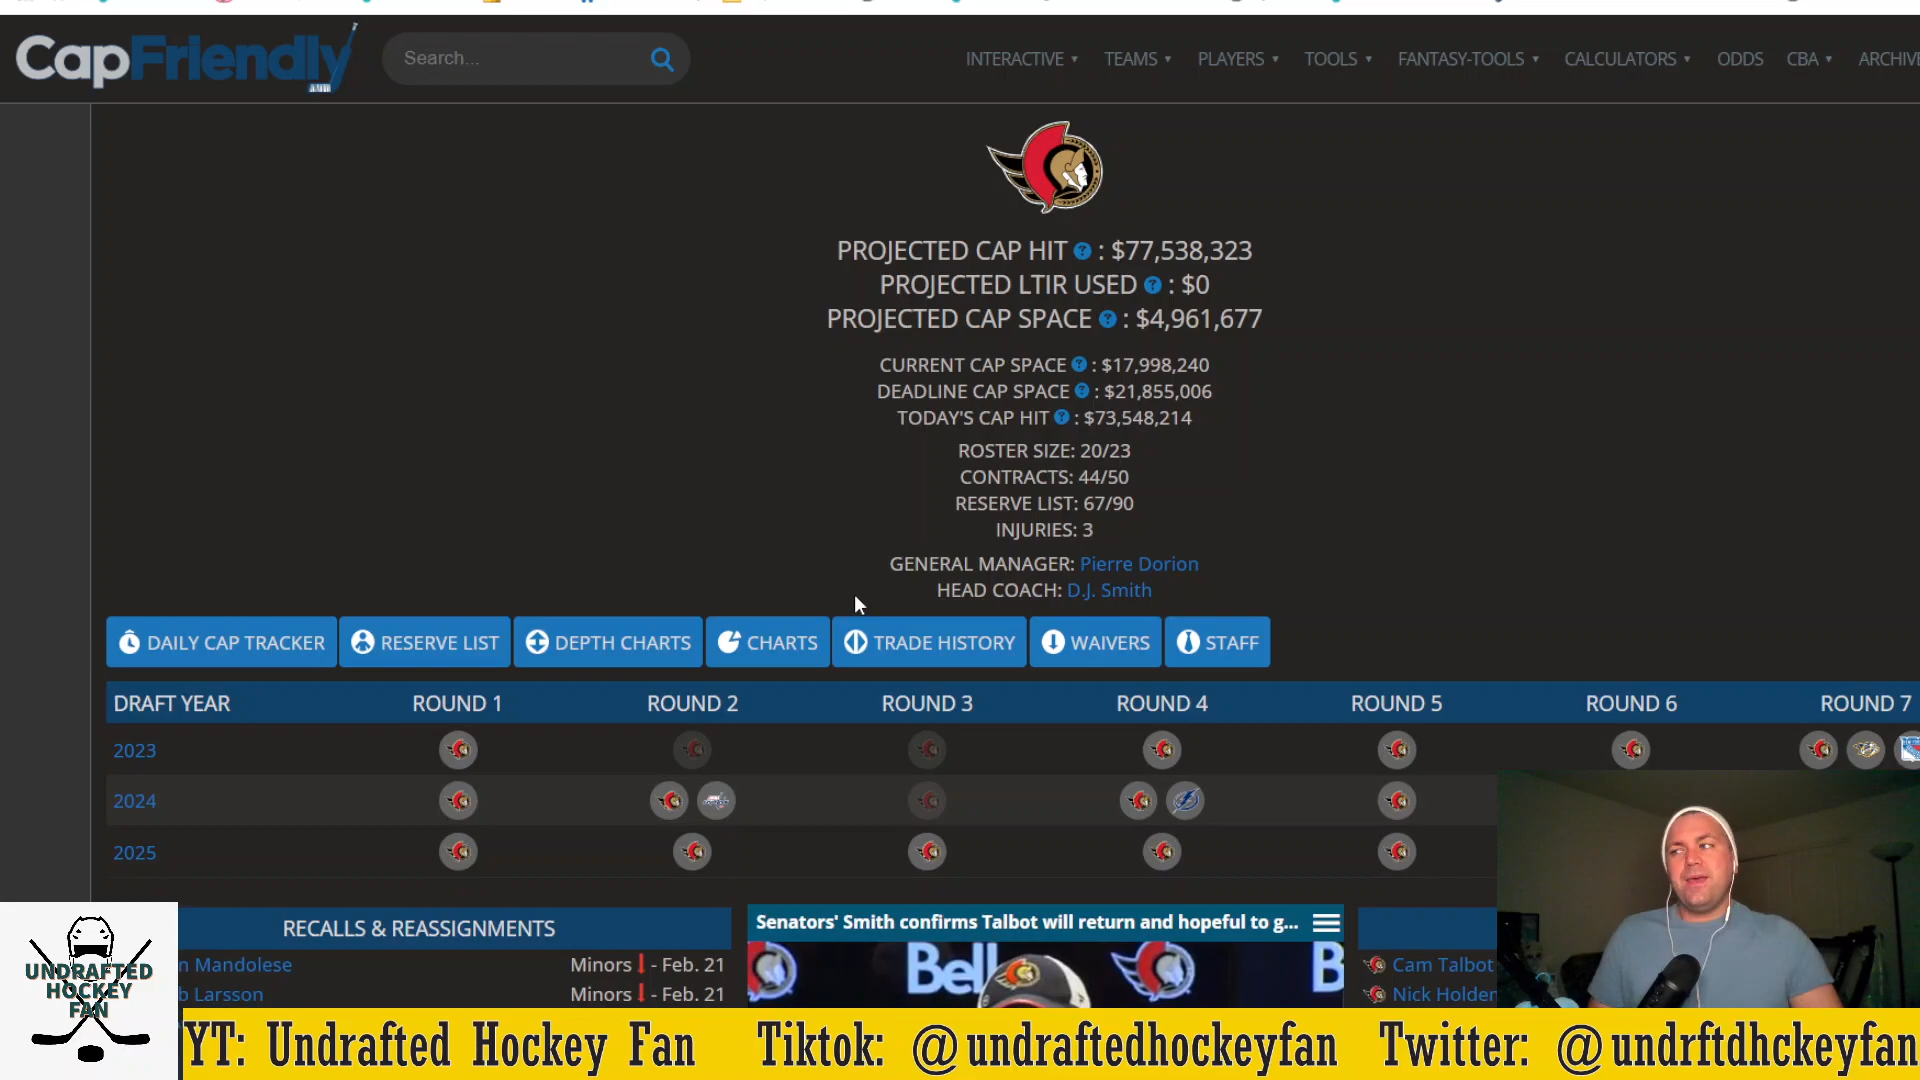 CapFriendly
Search...
INTERACTIVE ▾ TEAMS ▾ PLAYERS ▾ TOOLS ▾ FANTASY-TOOLS ▾ CALCULATORS ▾ ODDS CBA ▾ ARCHIVE
PROJECTED CAP HIT : $77,538,323
PROJECTED LTIR USED : $0
PROJECTED CAP SPACE : $4,961,677
CURRENT CAP SPACE : $17,998,240
DEADLINE CAP SPACE : $21,855,006
TODAY'S CAP HIT : $73,548,214
ROSTER SIZE: 20/23
CONTRACTS: 44/50
RESERVE LIST: 67/90
INJURIES: 3
GENERAL MANAGER: Pierre Dorion
HEAD COACH: D.J. Smith
DAILY CAP TRACKER RESERVE LIST DEPTH CHARTS CHARTS TRADE HISTORY WAIVERS STAFF
DRAFT YEAR ROUND 1 ROUND 2 ROUND 3 ROUND 4 ROUND 5 ROUND 6 ROUND 7
2023
2024
2025
RECALLS & REASSIGNMENTS
n Mandolese Minors - Feb. 21
b Larsson Minors - Feb. 21
Senators' Smith confirms Talbot will return and hopeful to g...
Bell
B
Cam Talbot
Nick Holden
UNDRAFTED
HOCKEY
FAN
YT: Undrafted Hockey Fan Tiktok: @undraftedhockeyfan Twitter: @undrftdhckeyfan